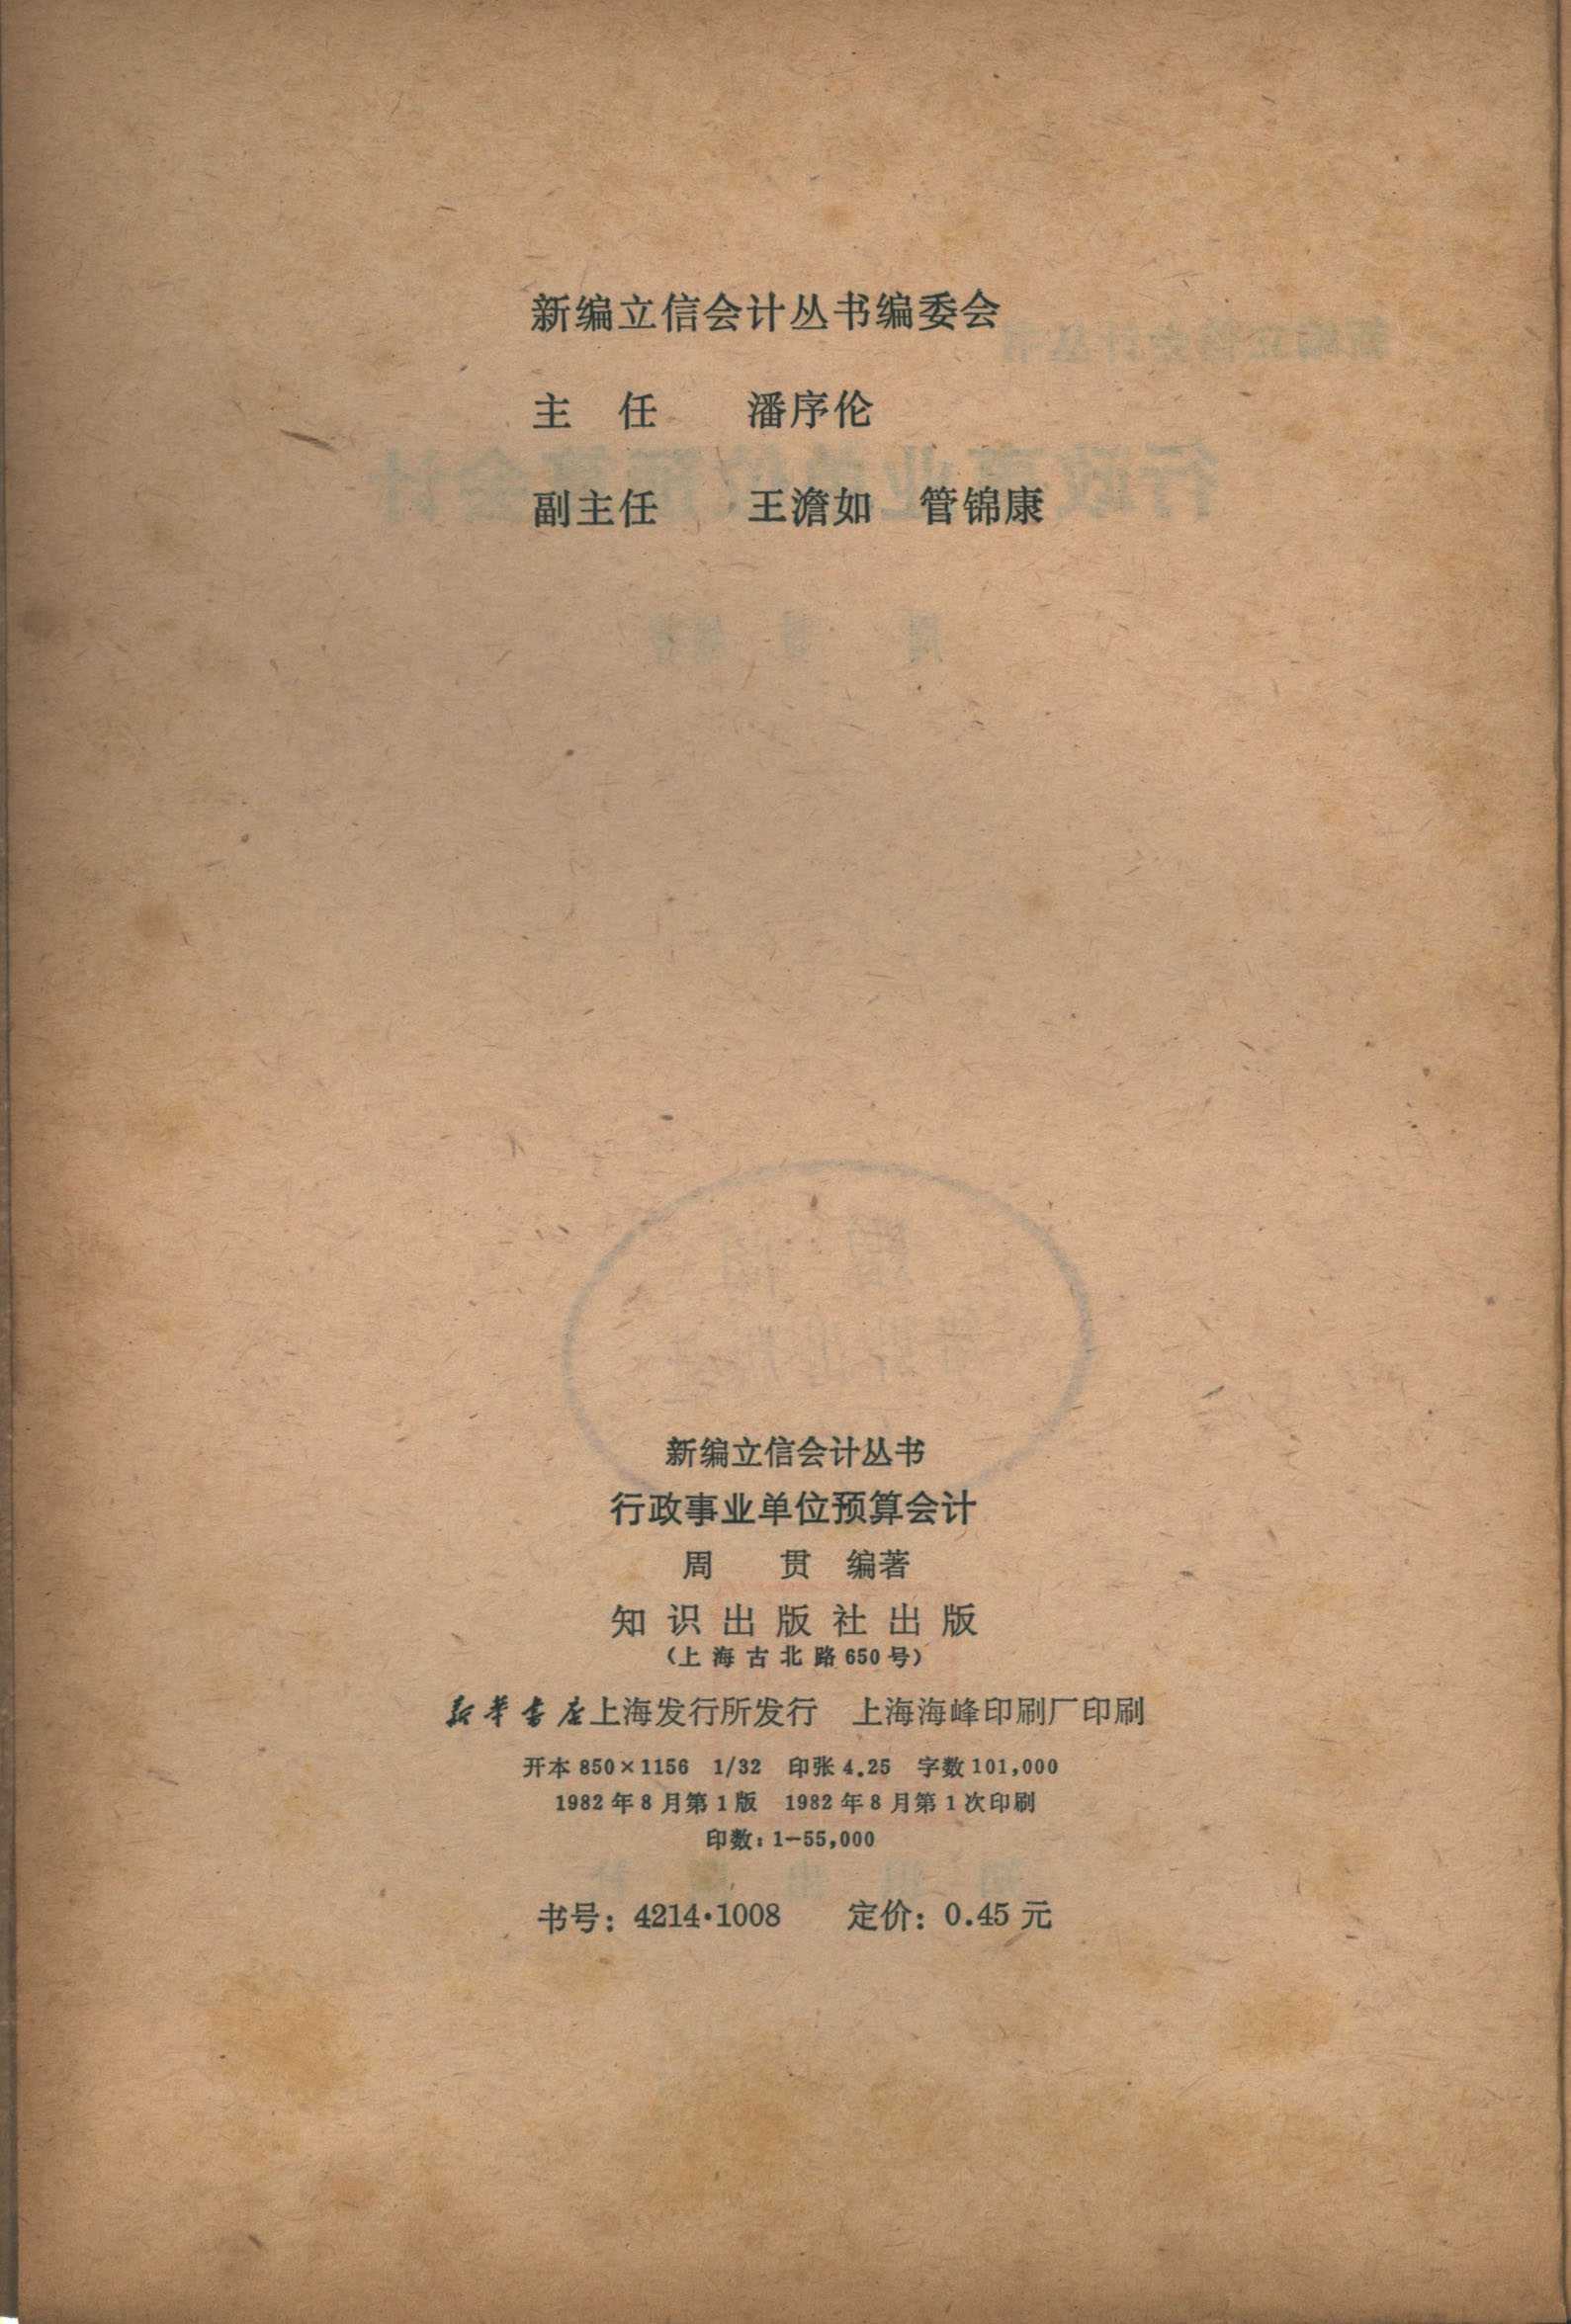 新编立信会计丛书编委会
主　任　　潘序伦
副主任　　王澹如　管锦康
新编立信会计丛书
行政事业单位预算会计
周　　贯　编著
知识出版社出版
（上海古北路650号）
新华书店上海发行所发行　上海海峰印刷厂印刷
开本 850×1156　1/32　印张 4.25　字数 101,000
1982年8月第1版　1982年8月第1次印刷
印数：1—55,000
书号：4214·1008　　定价：0.45元